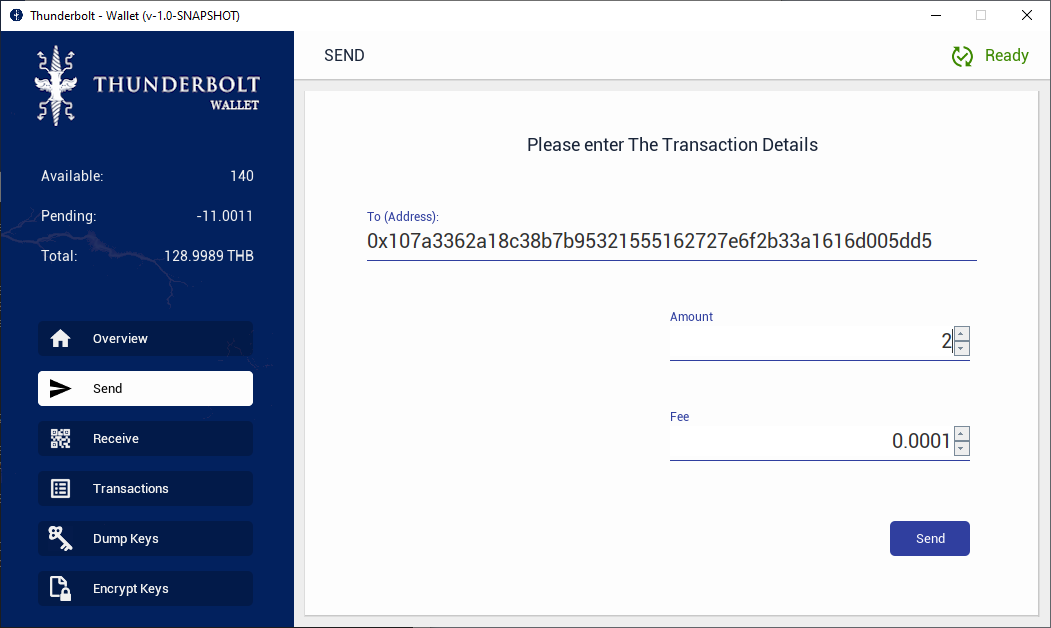 Thunderbolt - Wallet (v-1.0-SNAPSHOT)
THUNDERBOLT
WALLET
Available: 140
Pending: -11.0011
Total: 128.9989 THB
Overview
Send
Receive
Transactions
Dump Keys
Encrypt Keys
SEND
Ready
Please enter The Transaction Details
To (Address):
0x107a3362a18c38b7b95321555162727e6f2b33a1616d005dd5
Amount
2
Fee
0.0001
Send